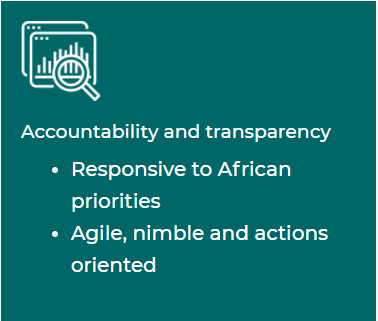 Accountability and transparency
• Responsive to African
priorities
• Agile, nimble and actions
oriented